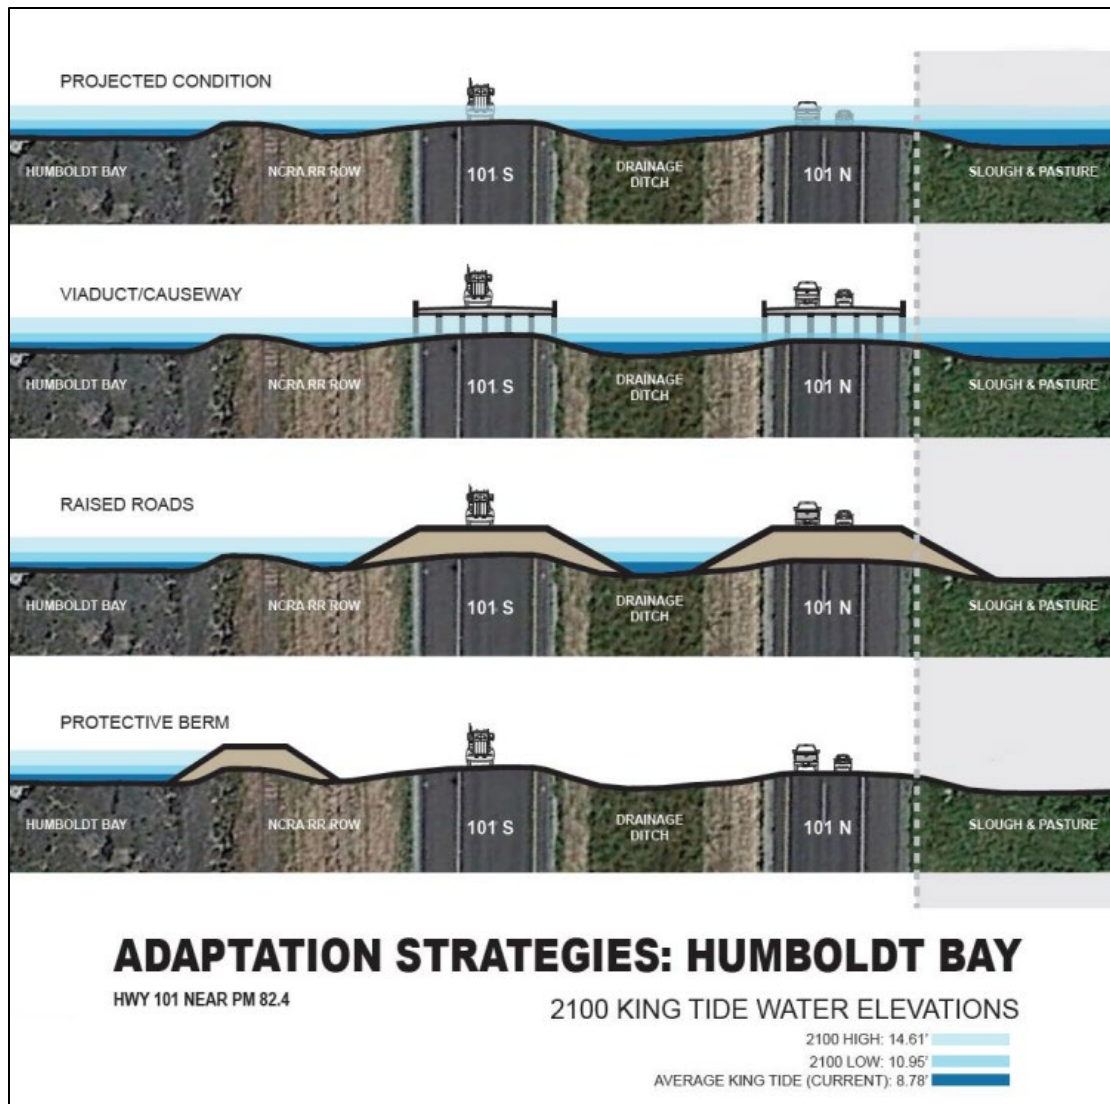 PROJECTED CONDITION
HUMBOLDT BAY
NCRA RR ROW
101 S
DRAINAGE
DITCH
101 N
SLOUGH & PASTURE
VIADUCT/CAUSEWAY
HUMBOLDT BAY
NCRA RR ROW
101 S
DRAINAGE
DITCH
101 N
SLOUGH & PASTURE
RAISED ROADS
HUMBOLDT BAY
NCRA RR ROW
101 S
DRAINAGE
DITCH
101 N
SLOUGH & PASTURE
PROTECTIVE BERM
HUMBOLDT BAY
NCRA RR ROW
101 S
DRAINAGE
DITCH
101 N
SLOUGH & PASTURE
ADAPTATION STRATEGIES: HUMBOLDT BAY
HWY 101 NEAR PM 82.4
2100 KING TIDE WATER ELEVATIONS
2100 HIGH: 14.61'
2100 LOW: 10.95'
AVERAGE KING TIDE (CURRENT): 8.78'